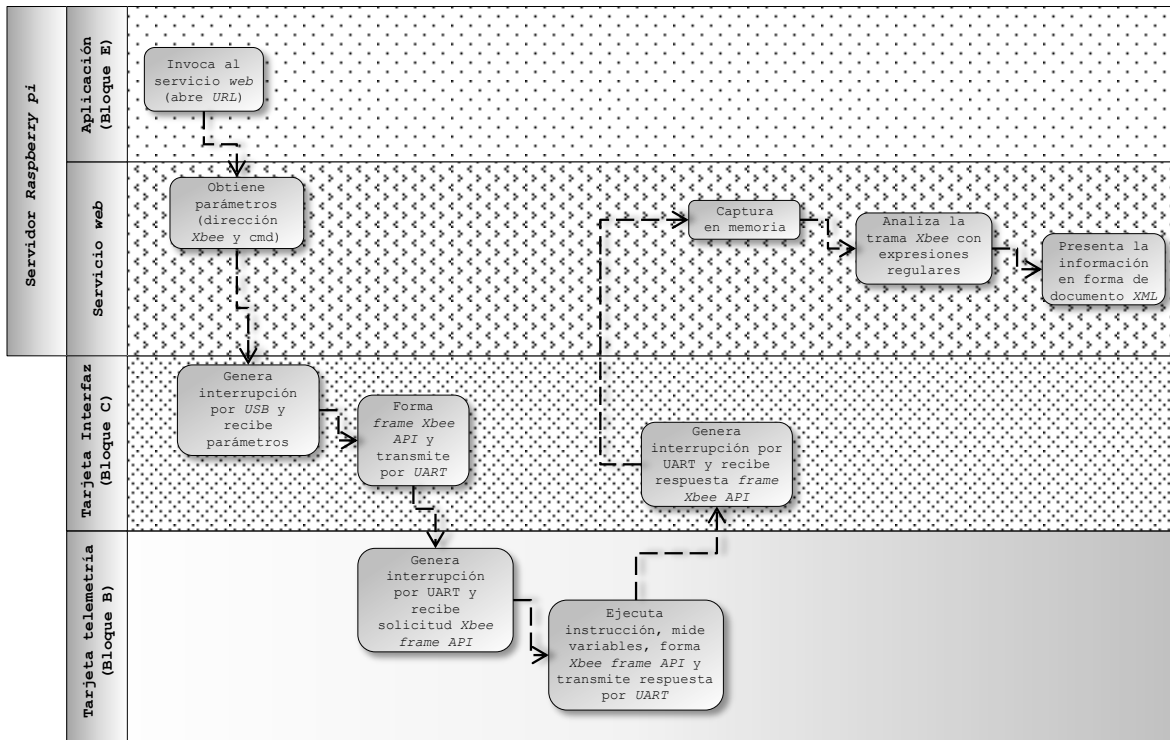 Servidor Raspberry pi
Aplicación
(Bloque E)
Invoca al
servicio web
(abre URL)
Servicio web
Obtiene
parámetros
(dirección
Xbee y cmd)
Captura
en memoria
Analiza la
trama Xbee con
expresiones
regulares
Presenta la
información
en forma de
documento XML
Tarjeta Interfaz
(Bloque C)
Genera
interrupción
por USB y
recibe
parámetros
Forma
frame Xbee
API y
transmite
por UART
Genera
interrupción por
UART y recibe
respuesta frame
Xbee API
Tarjeta telemetría
(Bloque B)
Genera
interrupción
por UART y
recibe
solicitud Xbee
frame API
Ejecuta
instrucción, mide
variables, forma
Xbee frame API y
transmite respuesta
por UART